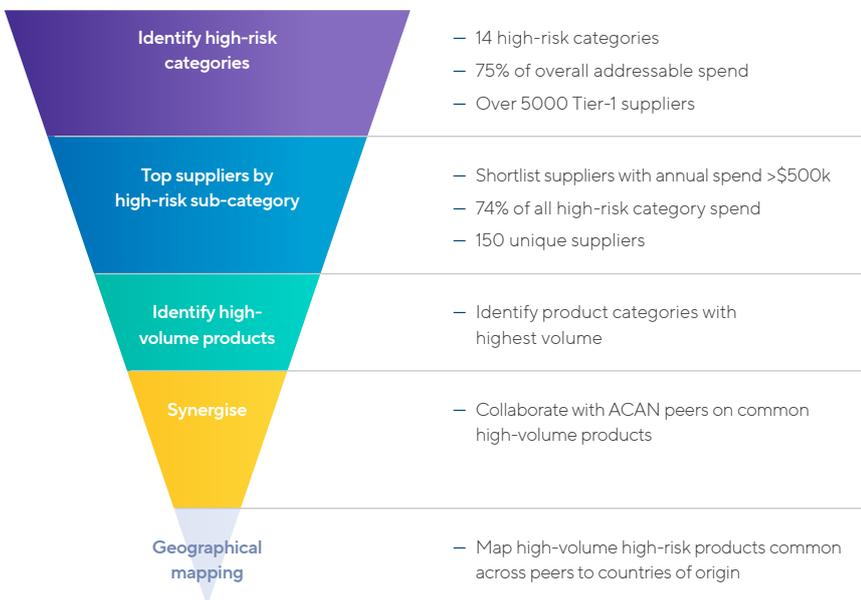 Identify high-risk
categories
— 14 high-risk categories
— 75% of overall addressable spend
— Over 5000 Tier-1 suppliers
Top suppliers by
high-risk sub-category
— Shortlist suppliers with annual spend >$500k
— 74% of all high-risk category spend
— 150 unique suppliers
Identify high-
volume products
— Identify product categories with
highest volume
Synergise
— Collaborate with ACAN peers on common
high-volume products
Geographical
mapping
— Map high-volume high-risk products common
across peers to countries of origin